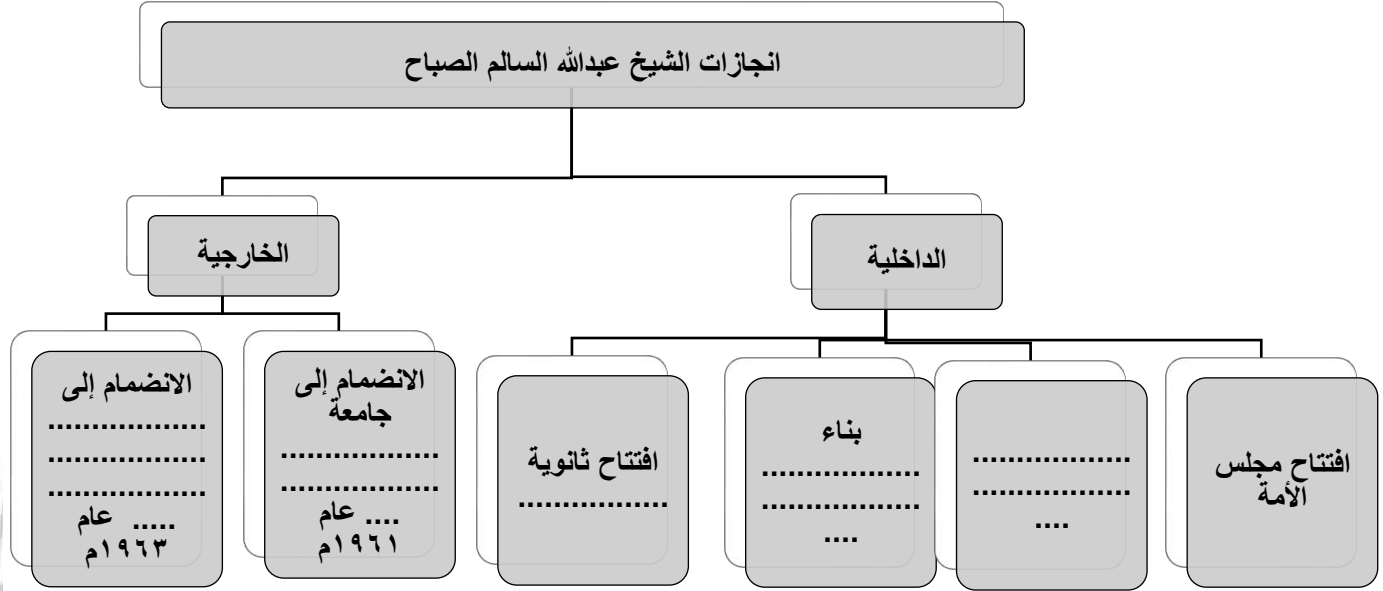 انجازات الشيخ عبدالله السالم الصباح
الداخلية
الخارجية
افتتاح مجلس
الأمة
..................
..................
....
بناء
..................
..................
....
افتتاح ثانوية
.................
الانضمام إلى
جامعة
..................
..................
.... عام
١٩٦١م
الانضمام إلى
..................
..................
..................
..... عام
١٩٦٣م